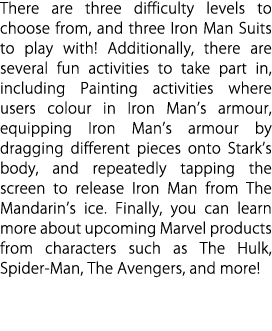 There are three difficulty levels to
choose from, and three Iron Man Suits
to play with! Additionally, there are
several fun activities to take part in,
including Painting activities where
users colour in Iron Man's armour,
equipping Iron Man's armour by
dragging different pieces onto Stark's
body, and repeatedly tapping the
screen to release Iron Man from The
Mandarin's ice. Finally, you can learn
more about upcoming Marvel products
from characters such as The Hulk,
Spider-Man, The Avengers, and more!